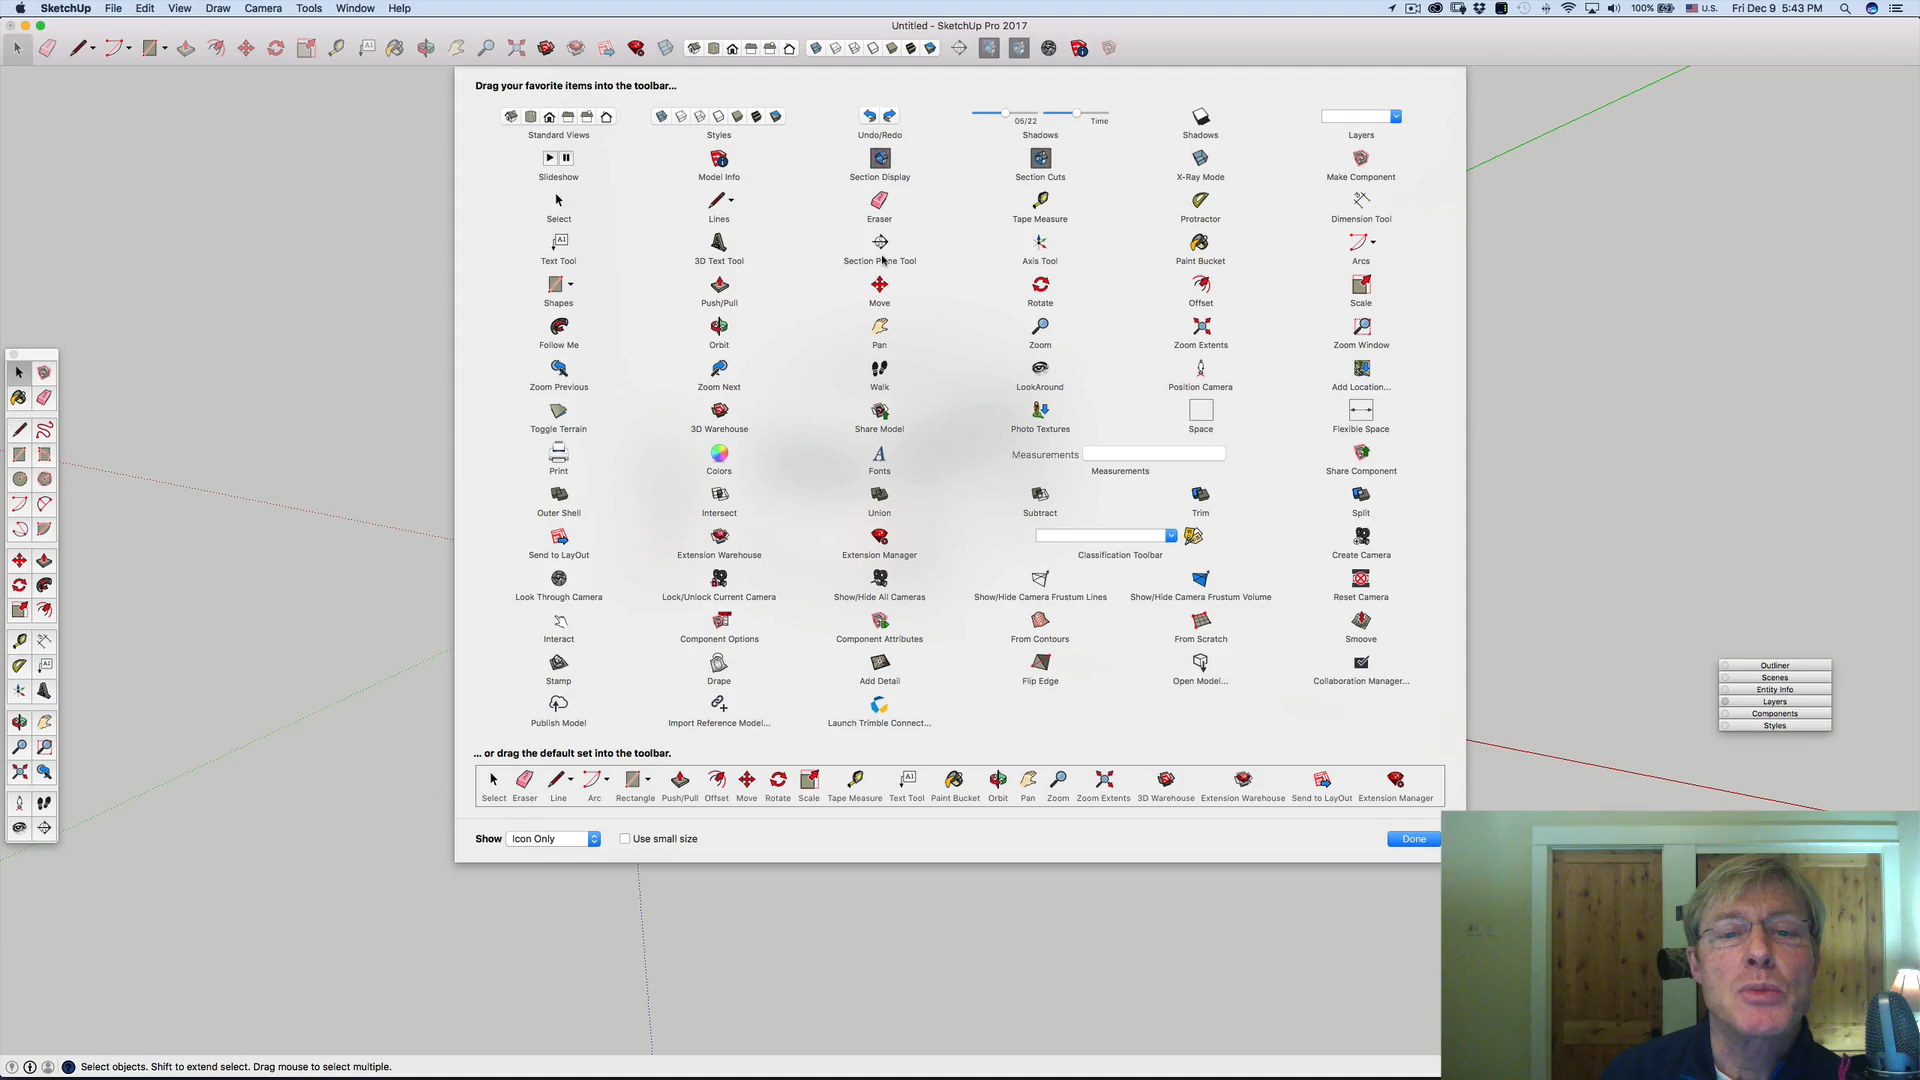 SketchUp File Edit View Draw Camera Tools Window Help 100% U.S. Fri Dec 9 5:43 PM
Untitled - SketchUp Pro 2017
Drag your favorite items into the toolbar...
05/22 Time
Standard Views Styles Undo/Redo Shadows Shadows Layers
Slideshow Model Info Section Display Section Cuts X-Ray Mode Make Component
Select Lines Eraser Tape Measure Protractor Dimension Tool
Text Tool 3D Text Tool Section Plane Tool Axis Tool Paint Bucket Arcs
Shapes Push/Pull Move Rotate Offset Scale
Follow Me Orbit Pan Zoom Zoom Extents Zoom Window
Zoom Previous Zoom Next Walk LookAround Position Camera Add Location...
Toggle Terrain 3D Warehouse Share Model Photo Textures Space Flexible Space
Measurements
Print Colors Fonts Measurements Share Component
Outer Shell Intersect Union Subtract Trim Split
Send to LayOut Extension Warehouse Extension Manager Classification Toolbar Create Camera
Look Through Camera Lock/Unlock Current Camera Show/Hide All Cameras Show/Hide Camera Frustum Lines Show/Hide Camera Frustum Volume Reset Camera
Interact Component Options Component Attributes From Contours From Scratch Smoove
Stamp Drape Add Detail Flip Edge Open Model... Collaboration Manager...
Publish Model Import Reference Model... Launch Trimble Connect...
... or drag the default set into the toolbar.
Select Eraser Line Arc Rectangle Push/Pull Offset Move Rotate Scale Tape Measure Text Tool Paint Bucket Orbit Pan Zoom Zoom Extents 3D Warehouse Extension Warehouse Send to LayOut Extension Manager
Show Icon Only Use small size Done
Outliner
Scenes
Entity Info
Layers
Components
Styles
Select objects. Shift to extend select. Drag mouse to select multiple.